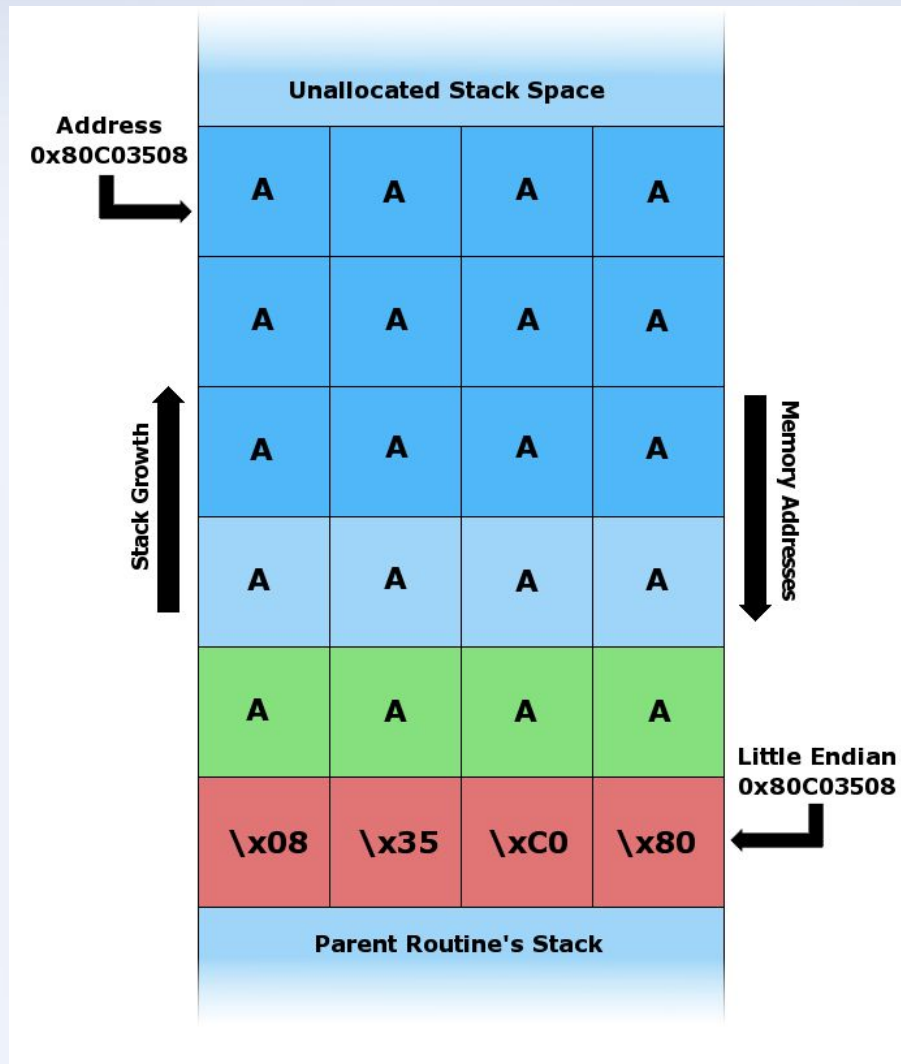 Unallocated Stack Space
Address
0x80C03508
A A A A
A A A A
Stack Growth
A A A A
Memory Addresses
A A A A
A A A A
Little Endian
0x80C03508
\x08 \x35 \xC0 \x80
Parent Routine's Stack